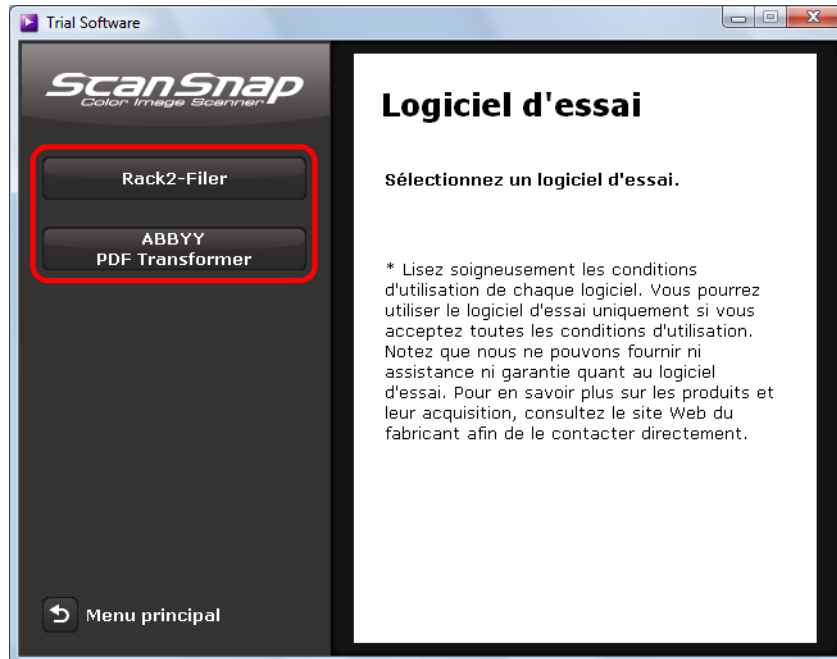 Trial Software
ScanSnap
Color Image Scanner
Rack2-Filer
ABBYY
PDF Transformer
Menu principal
Logiciel d'essai
Sélectionnez un logiciel d'essai.
* Lisez soigneusement les conditions
d'utilisation de chaque logiciel. Vous pourrez
utiliser le logiciel d'essai uniquement si vous
acceptez toutes les conditions d'utilisation.
Notez que nous ne pouvons fournir ni
assistance ni garantie quant au logiciel
d'essai. Pour en savoir plus sur les produits et
leur acquisition, consultez le site Web du
fabricant afin de le contacter directement.